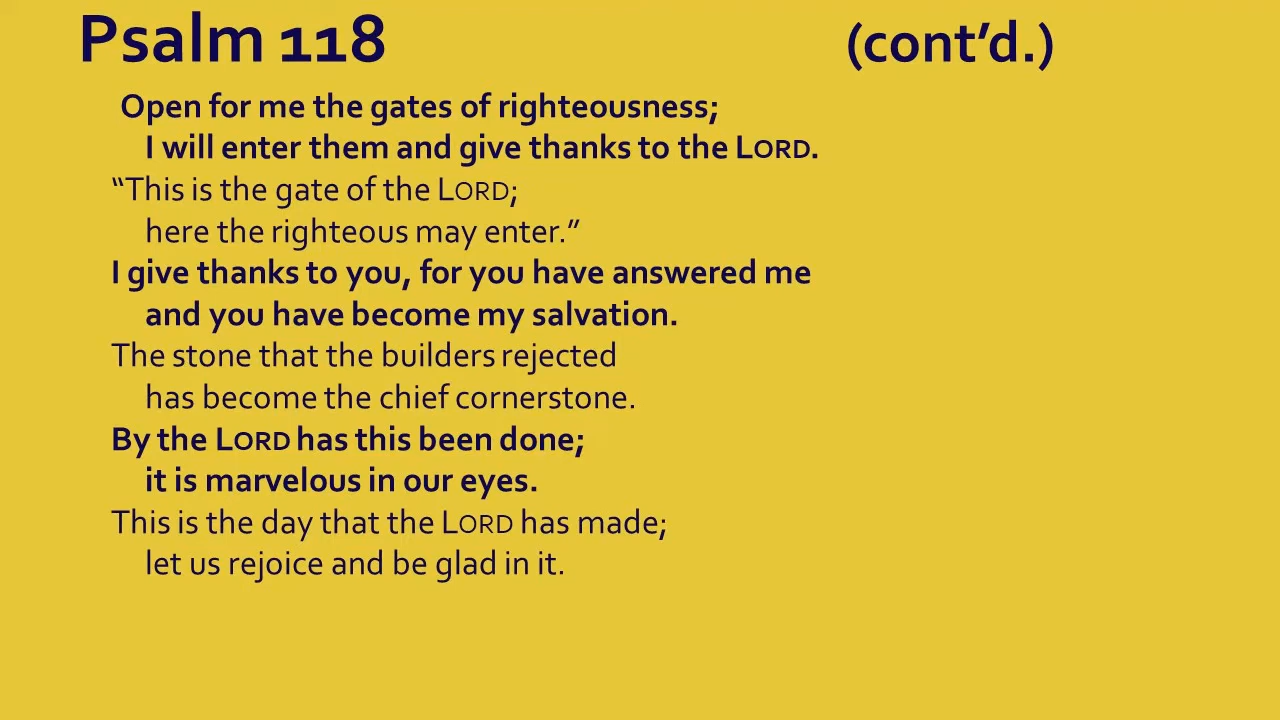 Psalm 118 (cont’d.)
Open for me the gates of righteousness;
I will enter them and give thanks to the LORD.
“This is the gate of the LORD;
here the righteous may enter.”
I give thanks to you, for you have answered me
and you have become my salvation.
The stone that the builders rejected
has become the chief cornerstone.
By the LORD has this been done;
it is marvelous in our eyes.
This is the day that the LORD has made;
let us rejoice and be glad in it.